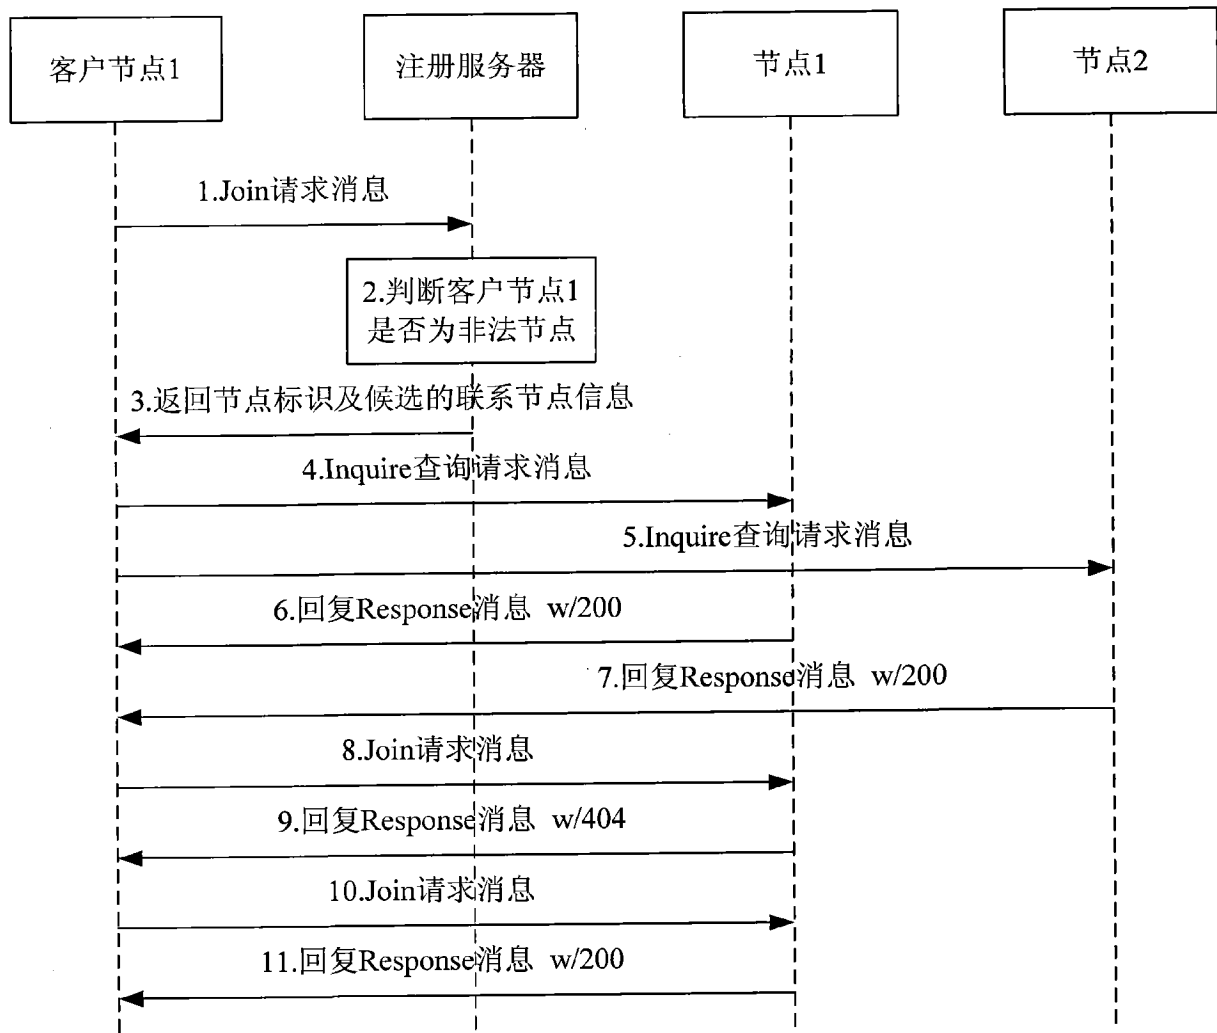 客户节点1
注册服务器
节点1
节点2
1.Join请求消息
2.判断客户节点1
是否为非法节点
3.返回节点标识及候选的联系节点信息
4.Inquire查询请求消息
5.Inquire查询请求消息
6.回复Response消息 w/200
7.回复Response消息 w/200
8.Join请求消息
9.回复Response消息 w/404
10.Join请求消息
11.回复Response消息 w/200